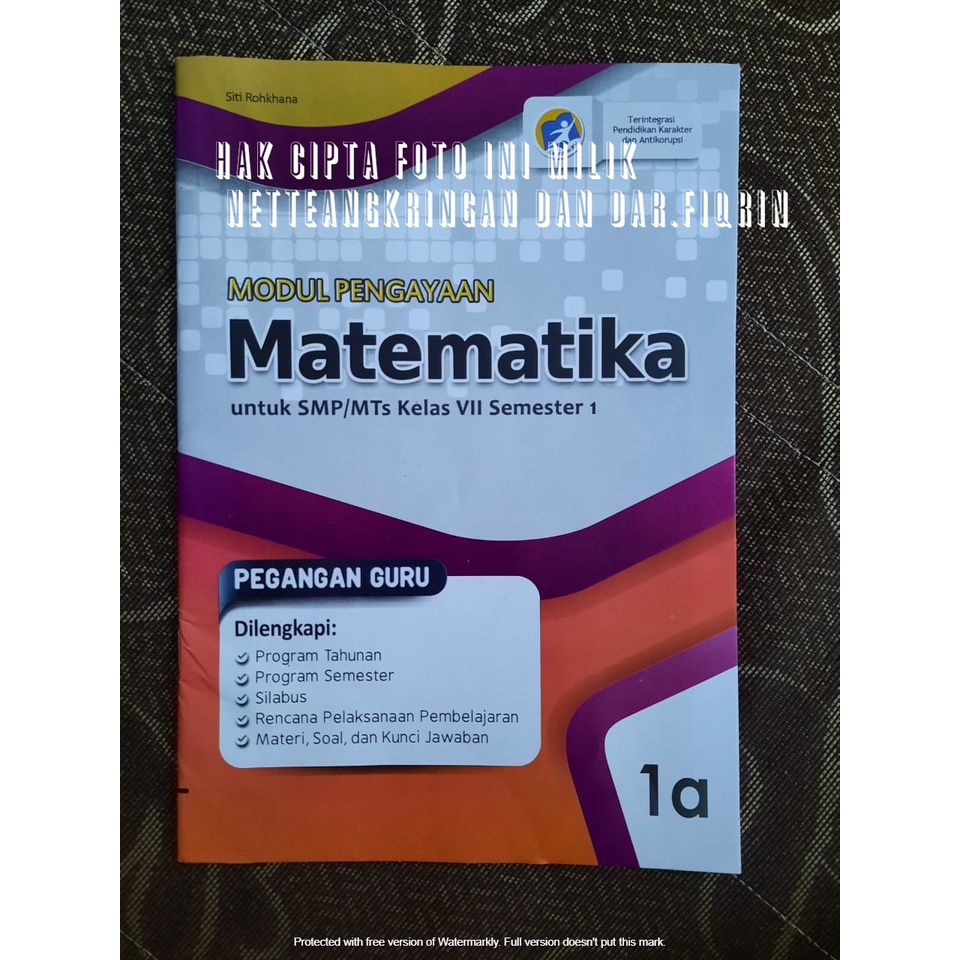 Siti Rohkhana
Terintegrasi
Pendidikan Karakter
dan Antikorupsi
HAK CIPTA FOTO INI MILIK
NETTEANGKRINGAN DAN DAR.FIQRIN
MODUL PENGAYAAN
Matematika
untuk SMP/MTs Kelas VII Semester 1
PEGANGAN GURU
Dilengkapi:
Program Tahunan
Program Semester
Silabus
Rencana Pelaksanaan Pembelajaran
Materi, Soal, dan Kunci Jawaban
1a
Protected with free version of Watermarkly. Full version doesn't put this mark.